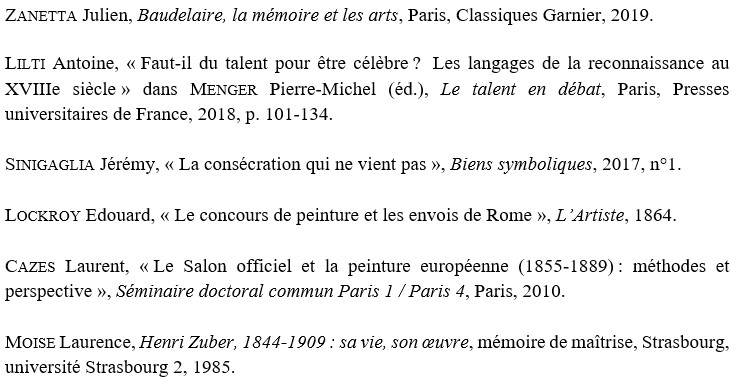 ZANETTA Julien, Baudelaire, la mémoire et les arts, Paris, Classiques Garnier, 2019.
LILTI Antoine, « Faut-il du talent pour être célèbre ? Les langages de la reconnaissance au
XVIIIe siècle » dans MENGER Pierre-Michel (éd.), Le talent en débat, Paris, Presses
universitaires de France, 2018, p. 101-134.
SINIGAGLIA Jérémy, « La consécration qui ne vient pas », Biens symboliques, 2017, n°1.
LOCKROY Edouard, « Le concours de peinture et les envois de Rome », L’Artiste, 1864.
CAZES Laurent, « Le Salon officiel et la peinture européenne (1855-1889) : méthodes et
perspective », Séminaire doctoral commun Paris 1 / Paris 4, Paris, 2010.
MOISE Laurence, Henri Zuber, 1844-1909 : sa vie, son œuvre, mémoire de maîtrise, Strasbourg,
université Strasbourg 2, 1985.